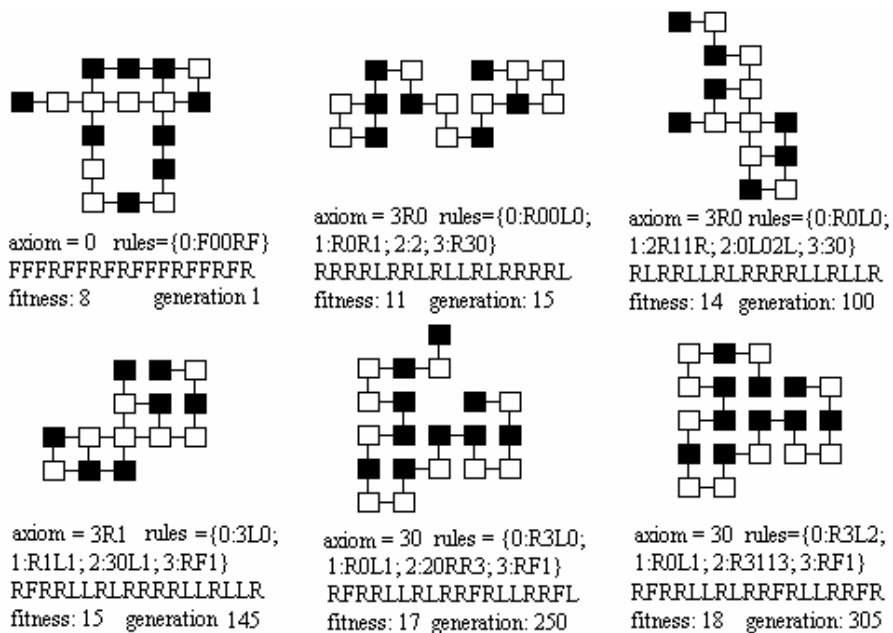 axiom = 0 rules={0:F00RF}
FFFRFFRFRFFFRFFRFR
fitness: 8 generation 1
axiom = 3R0 rules={0:R00L0;
1:R0R1; 2:2; 3:R30}
RRRRLRRLRLLRLRRRRL
fitness: 11 generation: 15
axiom = 3R0 rules={0:R0L0;
1:2R11R; 2:0L02L; 3:30}
RLRRLLRLRRRRLLRLLR
fitness: 14 generation: 100
axiom = 3R1 rules ={0:3L0;
1:R1L1; 2:30L1; 3:RF1}
RFRRLLRLRRRRLLRLLR
fitness: 15 generation 145
axiom = 30 rules = {0:R3L0;
1:R0L1; 2:20RR3; 3:RF1}
RFRRLLRLRRFRLLRRFL
fitness: 17 generation: 250
axiom = 30 rules={0:R3L2;
1:R0L1; 2:R3113; 3:RF1}
RFRRLLRLRRFRLLRRFR
fitness: 18 generation: 305